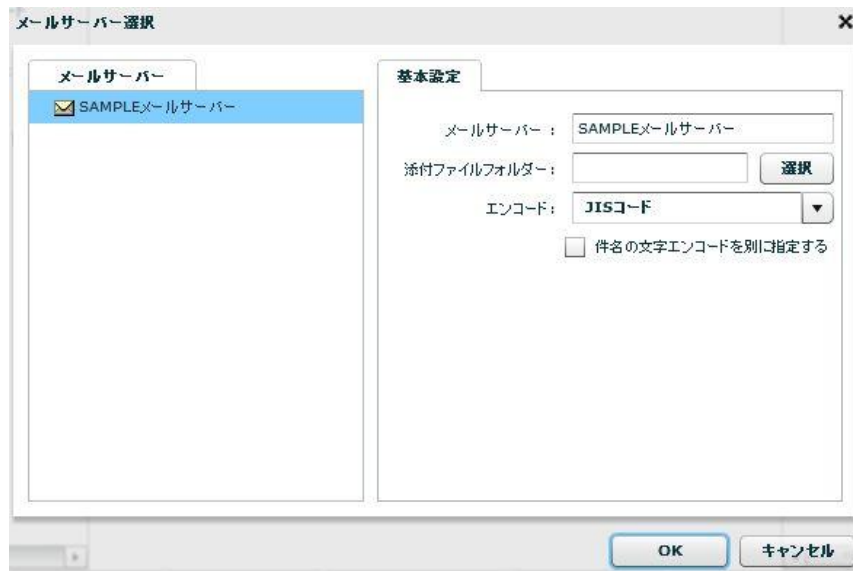 メールサーバー選択
メールサーバー
SAMPLEメールサーバー
基本設定
メールサーバー： SAMPLEメールサーバー
添付ファイルフォルダー： 選択
エンコード： JISコード
件名の文字エンコードを別に指定する
OK キャンセル